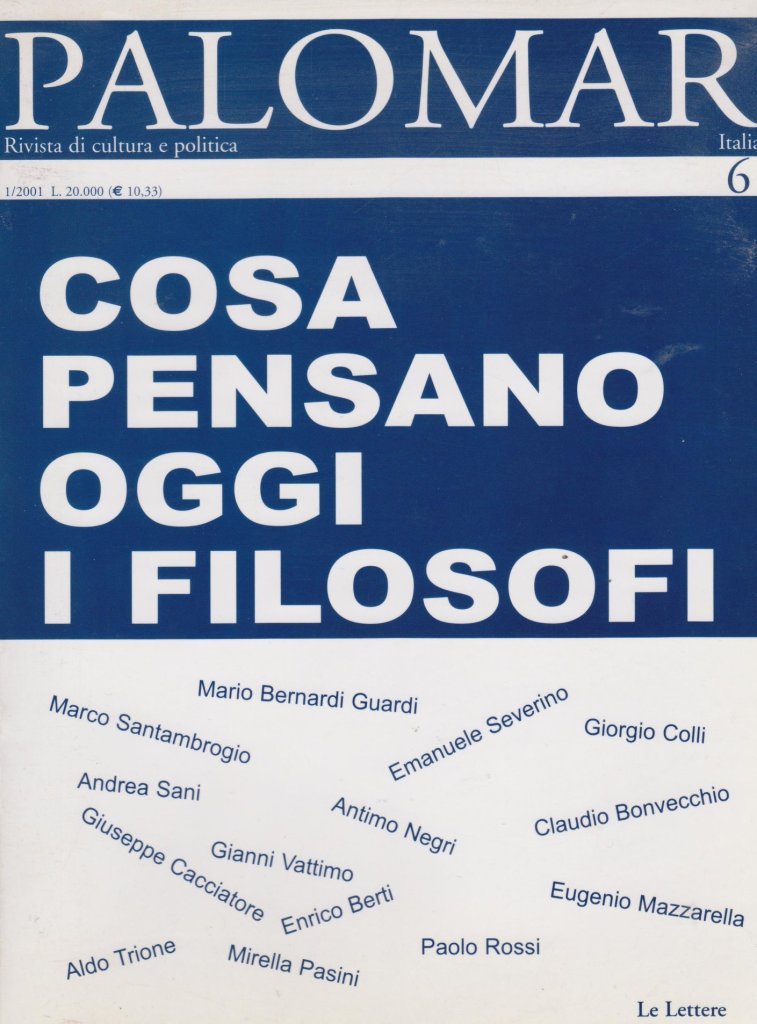 PALOMAR
Rivista di cultura e politica
Italia
1/2001 L. 20.000 (€ 10,33)
6
COSA
PENSANO
OGGI
I FILOSOFI
Mario Bernardi Guardi
Marco Santambrogio
Emanuele Severino
Giorgio Colli
Andrea Sani
Antimo Negri
Claudio Bonvecchio
Giuseppe Cacciatore
Gianni Vattimo
Enrico Berti
Eugenio Mazzarella
Aldo Trione
Mirella Pasini
Paolo Rossi
Le Lettere